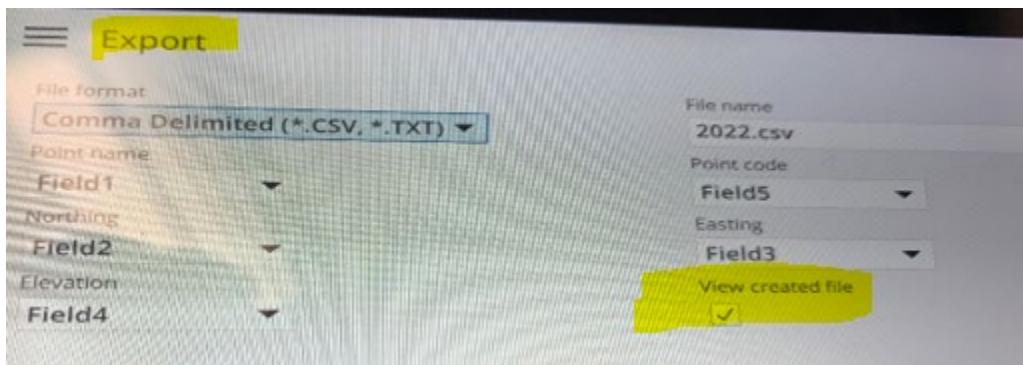 Export
File format
Comma Delimited (*.CSV, *.TXT)
File name
2022.csv
Point name
Field1
Point code
Field5
Northing
Field2
Easting
Field3
Elevation
Field4
View created file